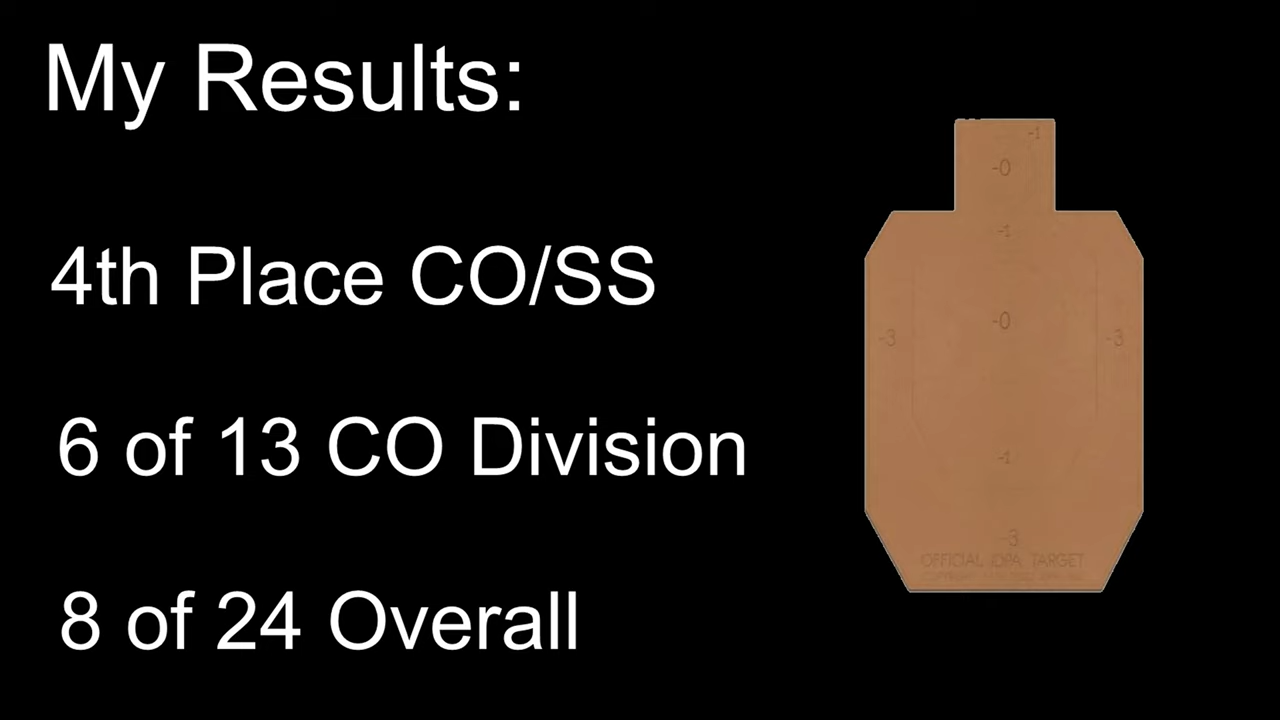 My Results:
4th Place CO/SS
6 of 13 CO Division
8 of 24 Overall
-1
-0
-1
-0
-3
-3
-1
-3
OFFICIAL IDPA TARGET